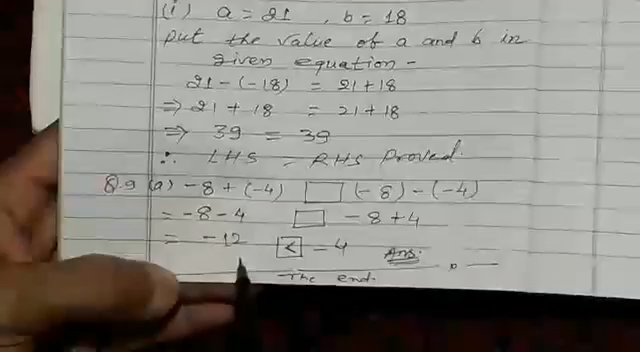 (i) a = 21 , b = 18
put the value of a and b in
given equation -
21 - (-18) = 21 + 18
⇒ 21 + 18 = 21 + 18
⇒ 39 = 39
∴ LHS = RHS Proved.
Q.9 (a) -8 + (-4) □ (-8) - (-4)
= -8 - 4 □ -8 + 4
= -12 [<] -4 Ans.
The end.